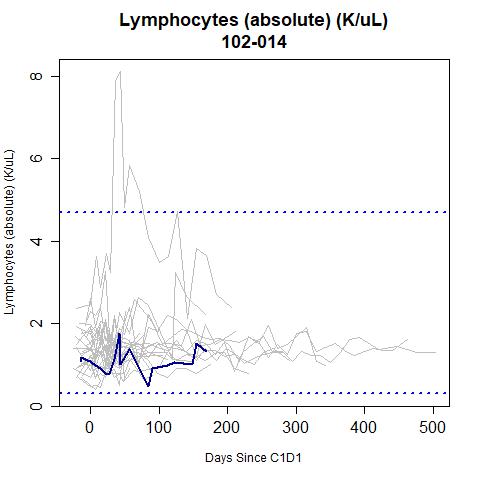 Lymphocytes (absolute) (K/uL)
102-014
Lymphocytes (absolute) (K/uL)
8
6
4
2
0
0 100 200 300 400 500
Days Since C1D1